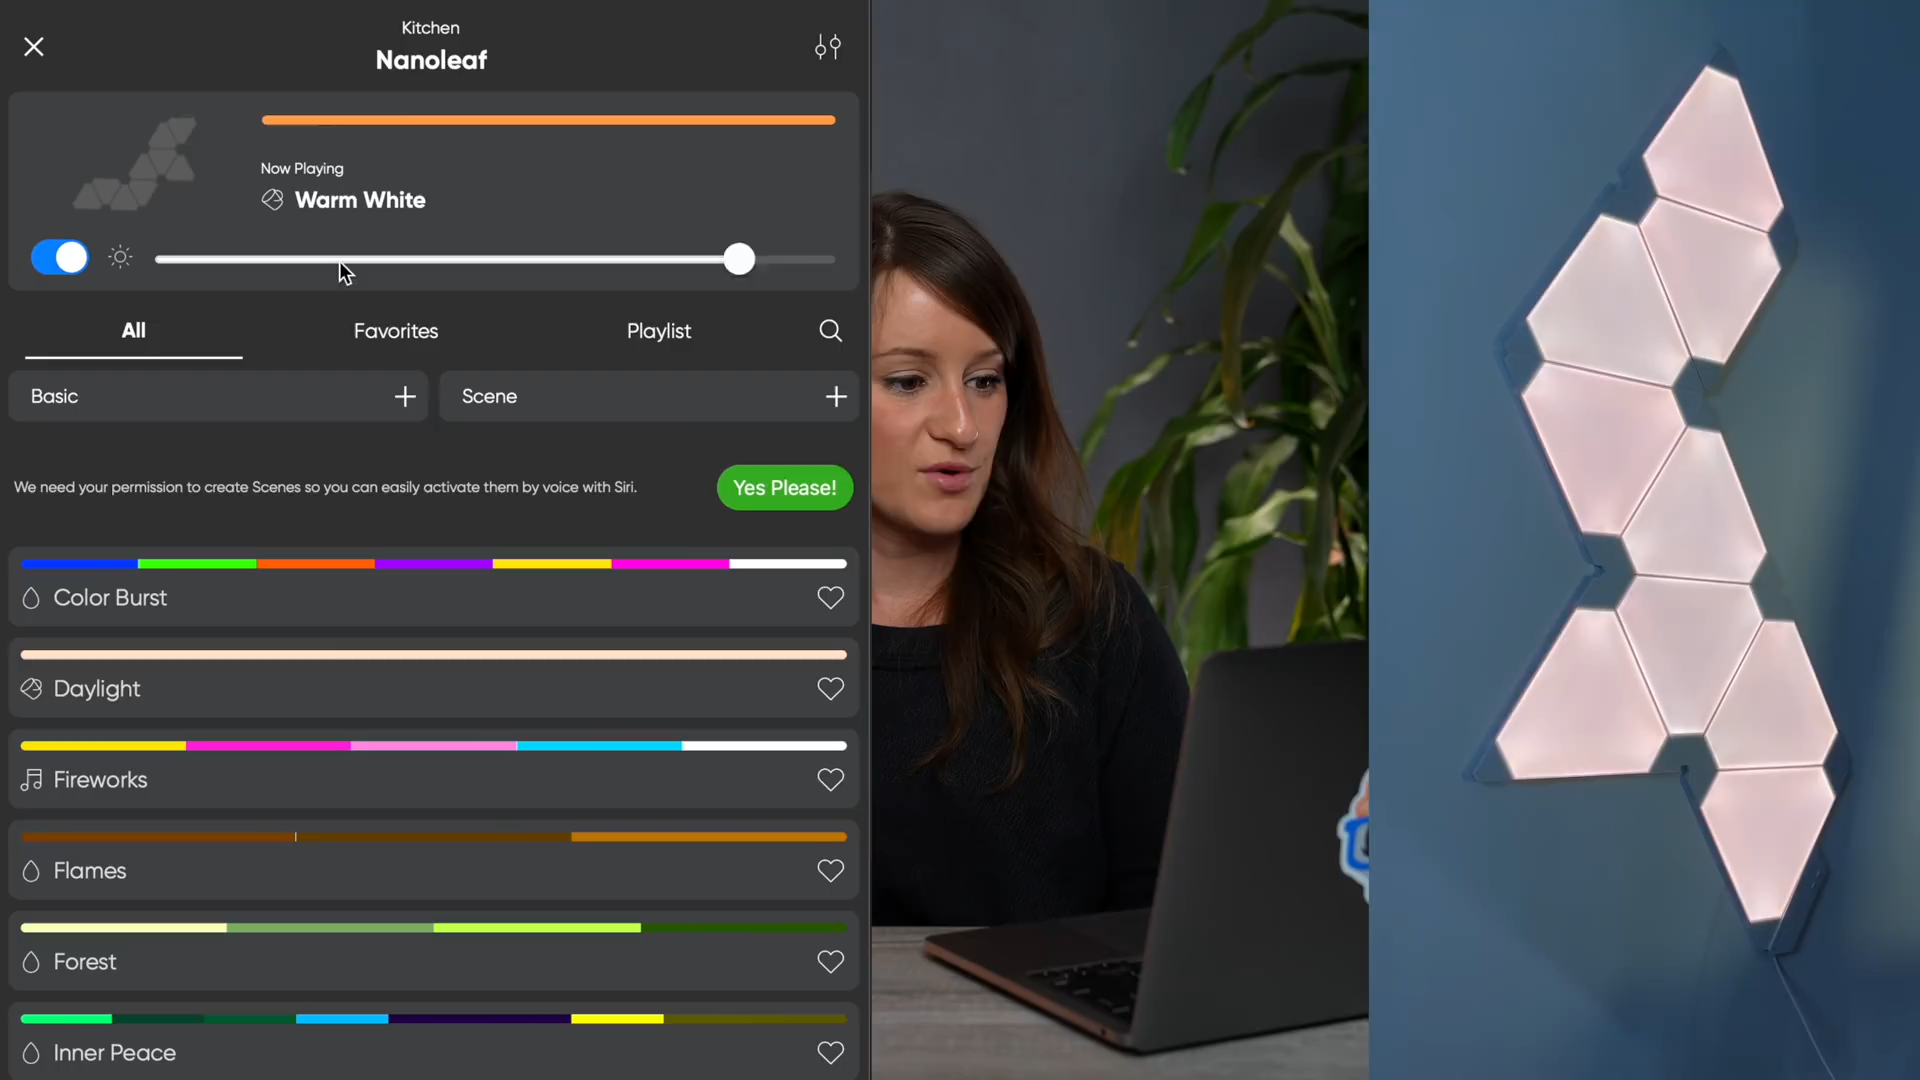 Kitchen
Nanoleaf
Now Playing
Warm White
All
Favorites
Playlist
Basic
Scene
We need your permission to create Scenes so you can easily activate them by voice with Siri.
Yes Please!
Color Burst
Daylight
Fireworks
Flames
Forest
Inner Peace